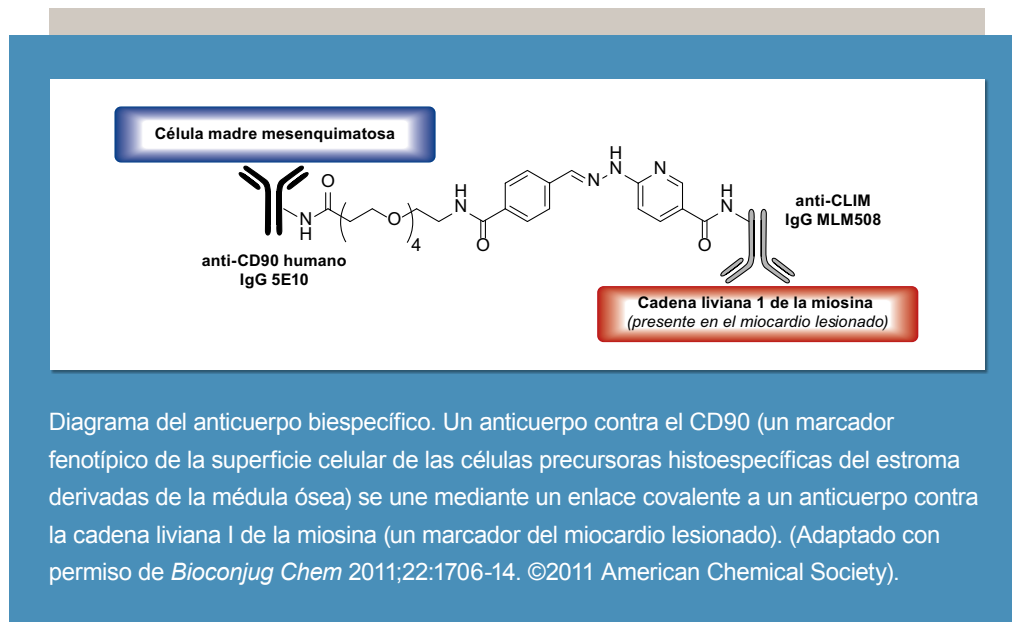 Célula madre mesenquimatosa
O
N
H
O
4
H
N
O
N
H
N
N
O
H
N
anti-CD90 humano
IgG 5E10
anti-CLIM
IgG MLM508
Cadena liviana 1 de la miosina
(presente en el miocardio lesionado)
Diagrama del anticuerpo biespecífico. Un anticuerpo contra el CD90 (un marcador
fenotípico de la superficie celular de las células precursoras histoespecíficas del estroma
derivadas de la médula ósea) se une mediante un enlace covalente a un anticuerpo contra
la cadena liviana I de la miosina (un marcador del miocardio lesionado). (Adaptado con
permiso de Bioconjug Chem 2011;22:1706-14. ©2011 American Chemical Society).